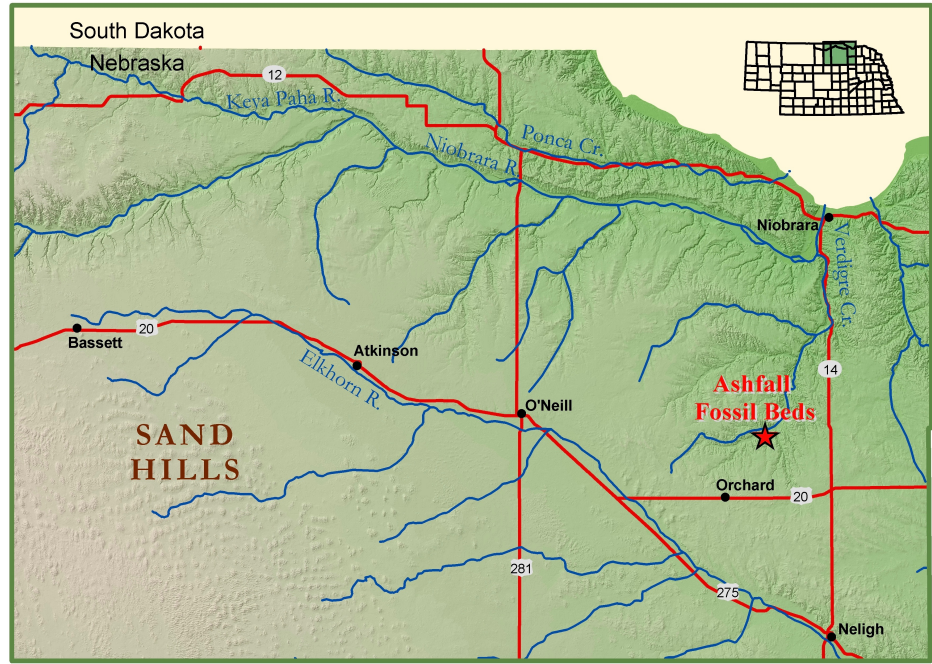 South Dakota
Nebraska
12
Keya Paha R.
Ponca Cr.
Niobrara R.
Niobrara
Verdigre Cr.
20
Bassett
Atkinson
Elkhorn R.
14
Ashfall
Fossil Beds
O'Neill
SAND
HILLS
Orchard
20
281
275
Neligh